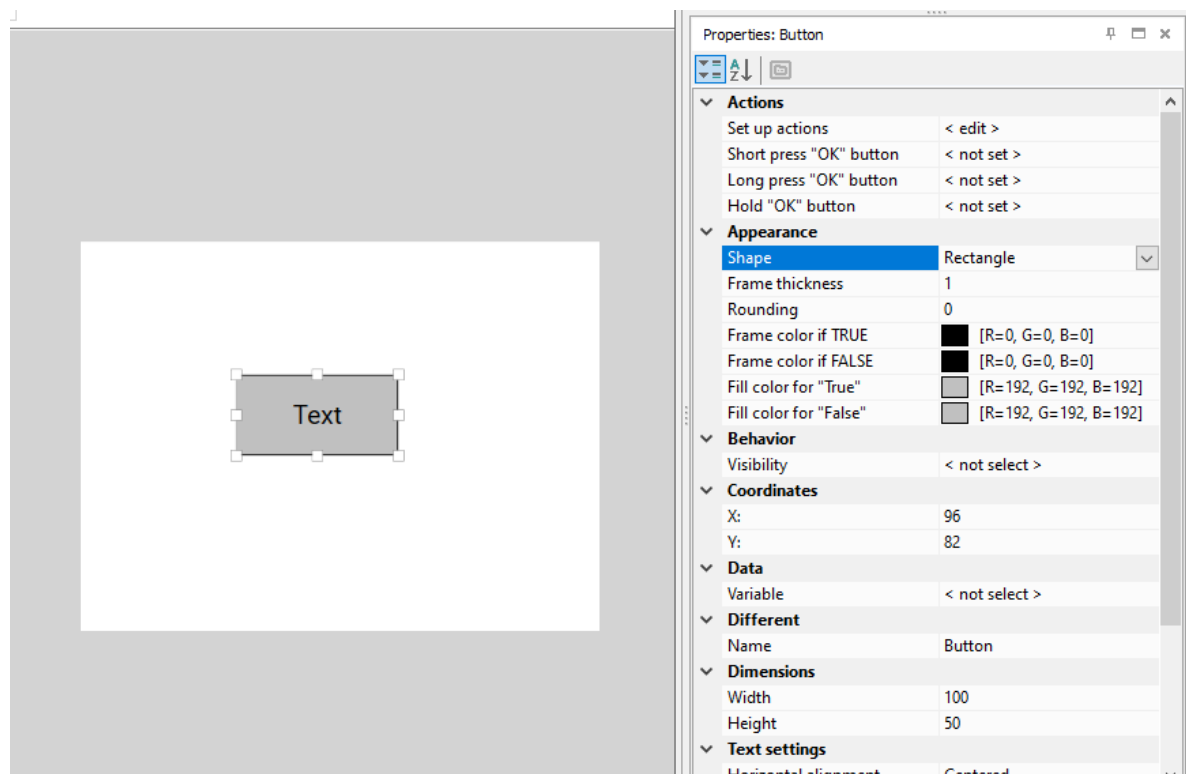 Properties: Button
Actions
Set up actions < edit >
Short press "OK" button < not set >
Long press "OK" button < not set >
Hold "OK" button < not set >
Appearance
Shape Rectangle
Frame thickness 1
Rounding 0
Frame color if TRUE [R=0, G=0, B=0]
Frame color if FALSE [R=0, G=0, B=0]
Fill color for "True" [R=192, G=192, B=192]
Fill color for "False" [R=192, G=192, B=192]
Text
Behavior
Visibility < not select >
Coordinates
X: 96
Y: 82
Data
Variable < not select >
Different
Name Button
Dimensions
Width 100
Height 50
Text settings
Horizontal alignment Centered